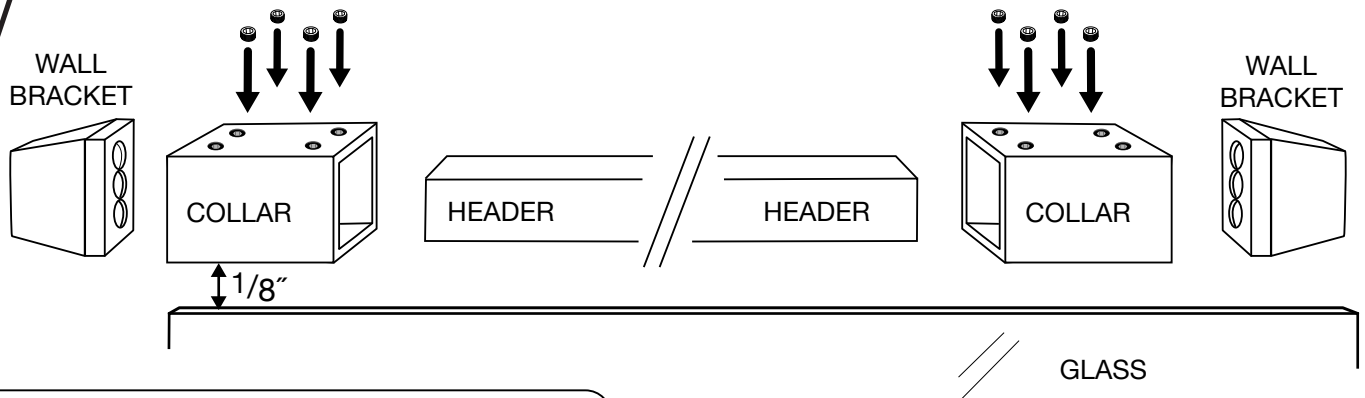 WALL
BRACKET
WALL
BRACKET
COLLAR
HEADER
HEADER
COLLAR
1/8″
GLASS